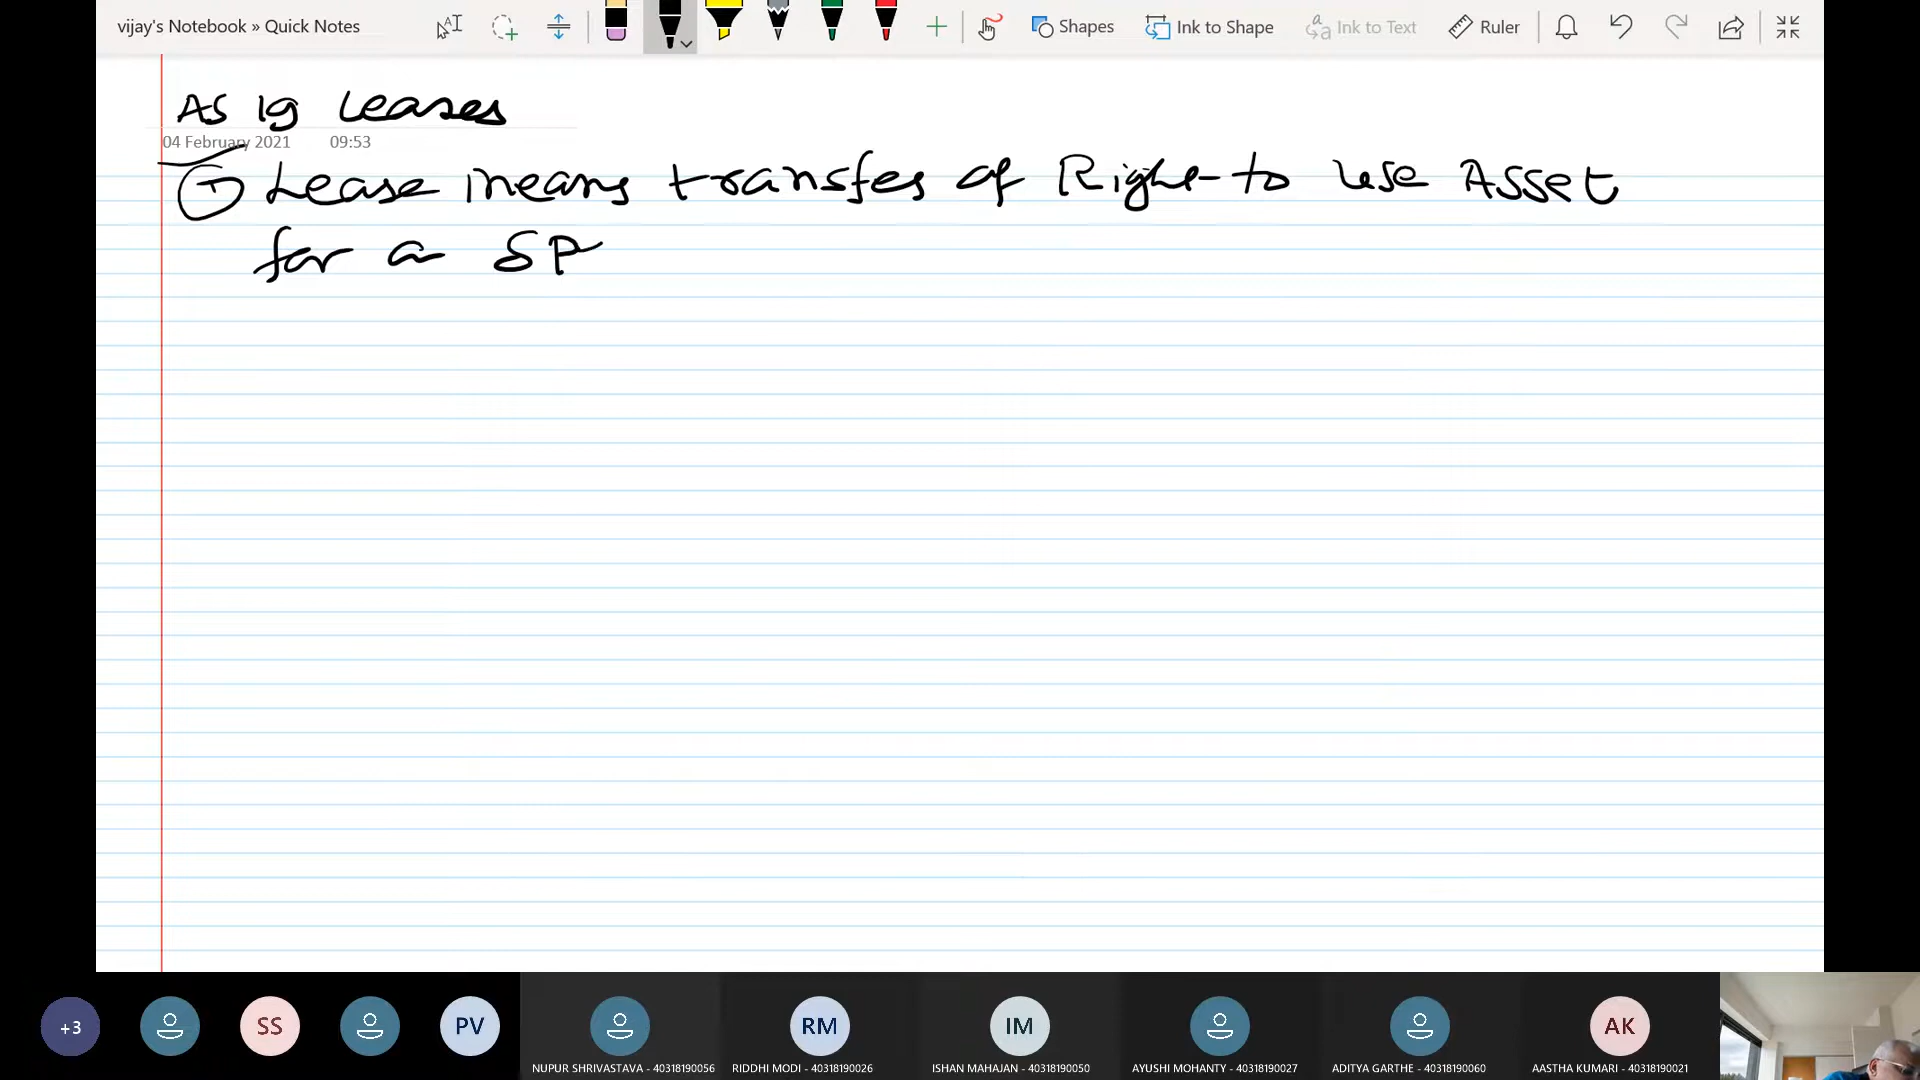 vijay's Notebook » Quick Notes
Shapes
Ink to Shape
Ink to Text
Ruler
AS 19 Leases
04 February 2021 09:53
① Lease means transfer of Right to use Asset
for a SP
+3
SS
PV
RM
IM
AK
NUPUR SHRIVASTAVA - 40318190056
RIDDHI MODI - 40318190026
ISHAN MAHAJAN - 40318190050
AYUSHI MOHANTY - 40318190027
ADITYA GARTHE - 40318190060
AASTHA KUMARI - 40318190021